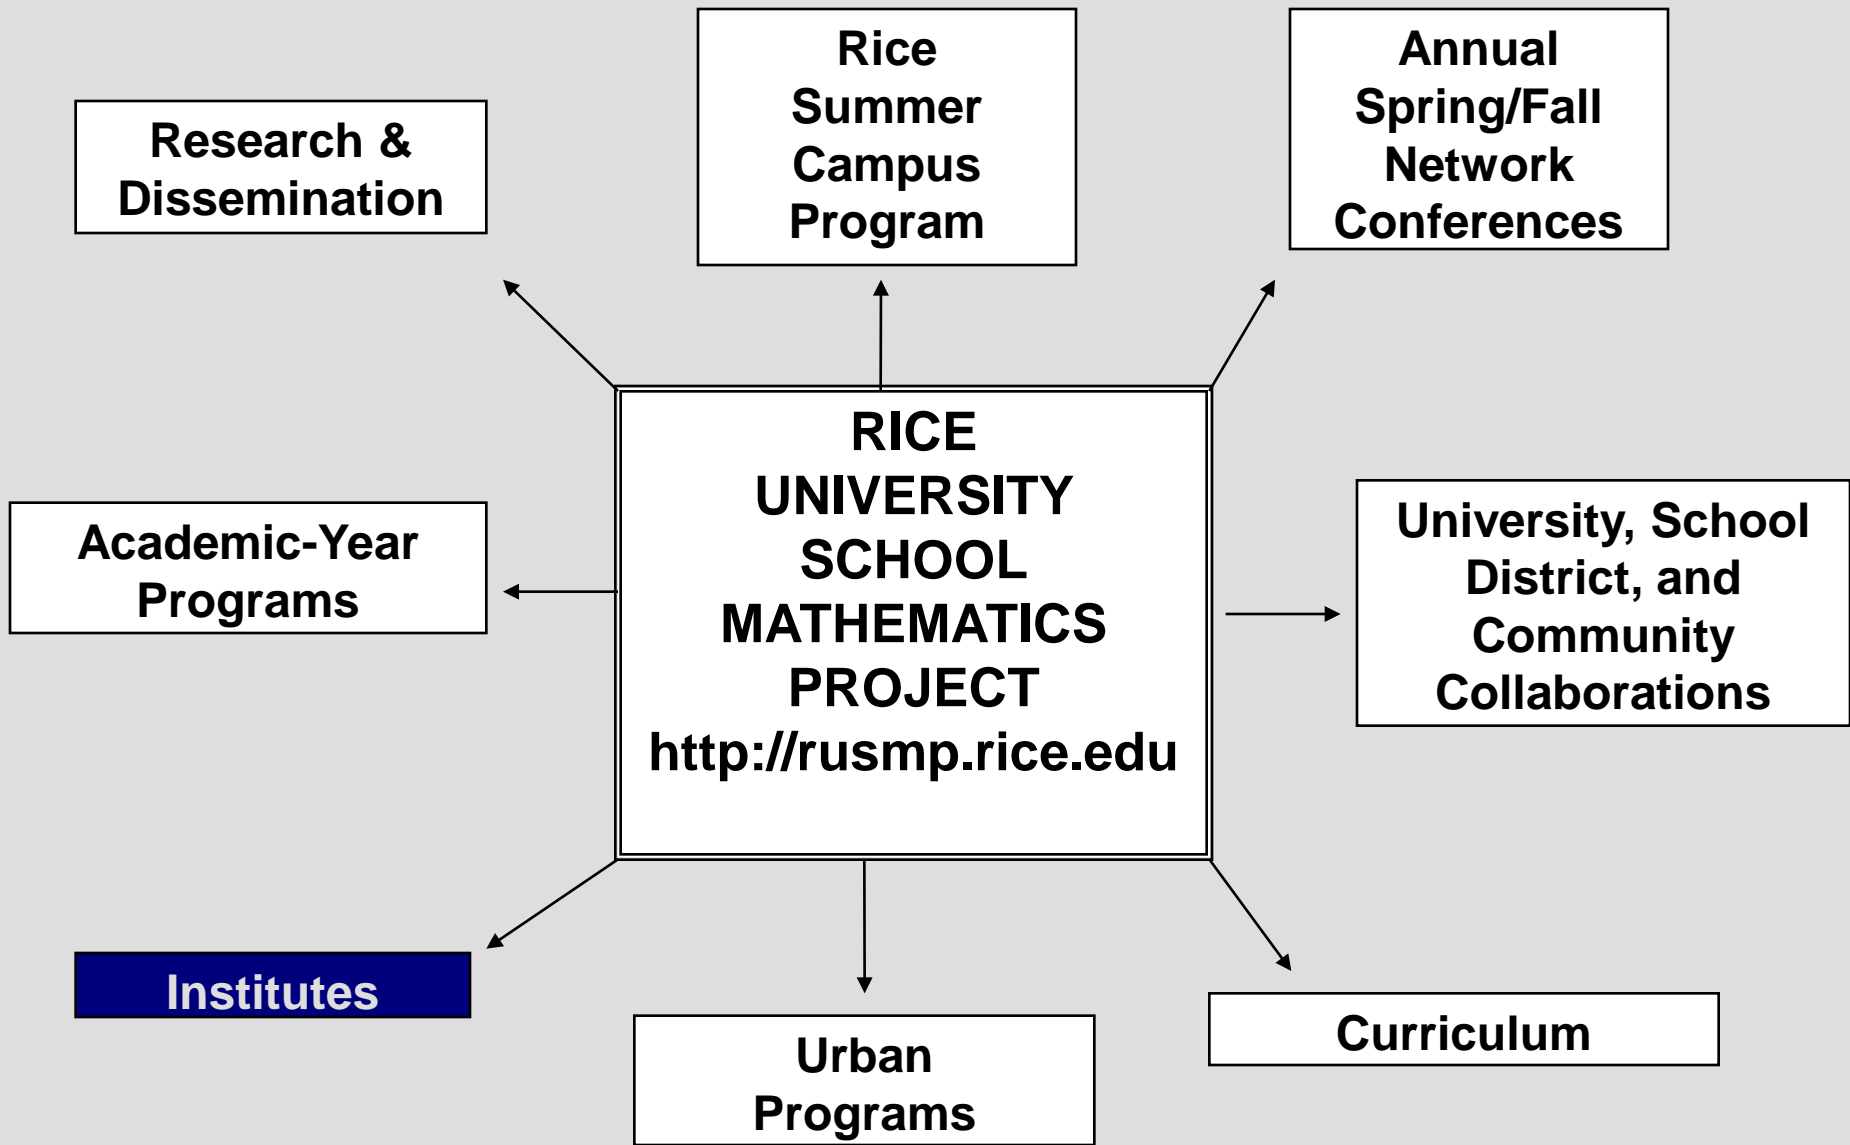 Rice
Summer
Campus
Program
Annual
Spring/Fall
Network
Conferences
Research &
Dissemination
RICE
UNIVERSITY
SCHOOL
MATHEMATICS
PROJECT
http://rusmp.rice.edu
Academic-Year
Programs
University, School
District, and
Community
Collaborations
Institutes
Urban
Programs
Curriculum